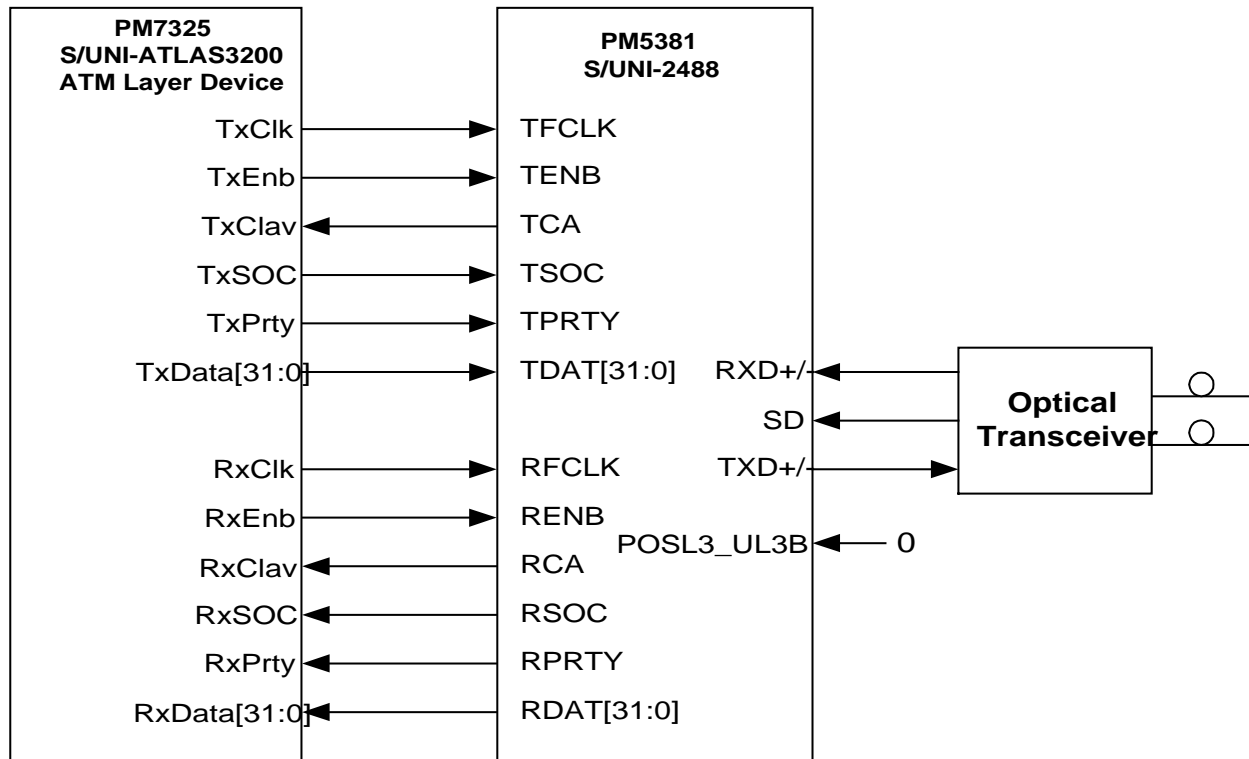 PM7325
S/UNI-ATLAS3200
ATM Layer Device
TxClk
TxEnb
TxClav
TxSOC
TxPrty
TxData[31:0]
RxClk
RxEnb
RxClav
RxSOC
RxPrty
RxData[31:0]
PM5381
S/UNI-2488
TFCLK
TENB
TCA
TSOC
TPRTY
TDAT[31:0]
RFCLK
RENB
RCA
RSOC
RPRTY
RDAT[31:0]
RXD+/-
SD
TXD+/-
POSL3_UL3B
0
Optical
Transceiver